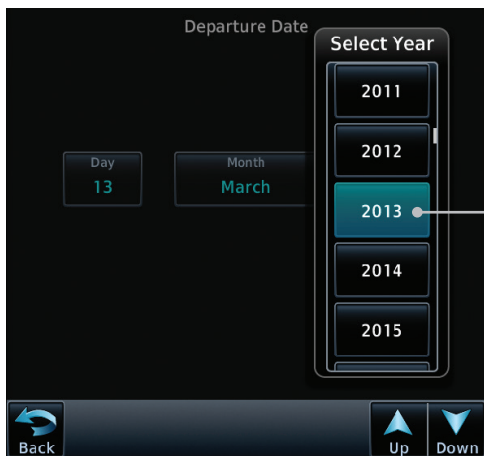 Departure Date
Select Year
2011
2012
Day
13
Month
March
2013
2014
2015
Back
Up
Down